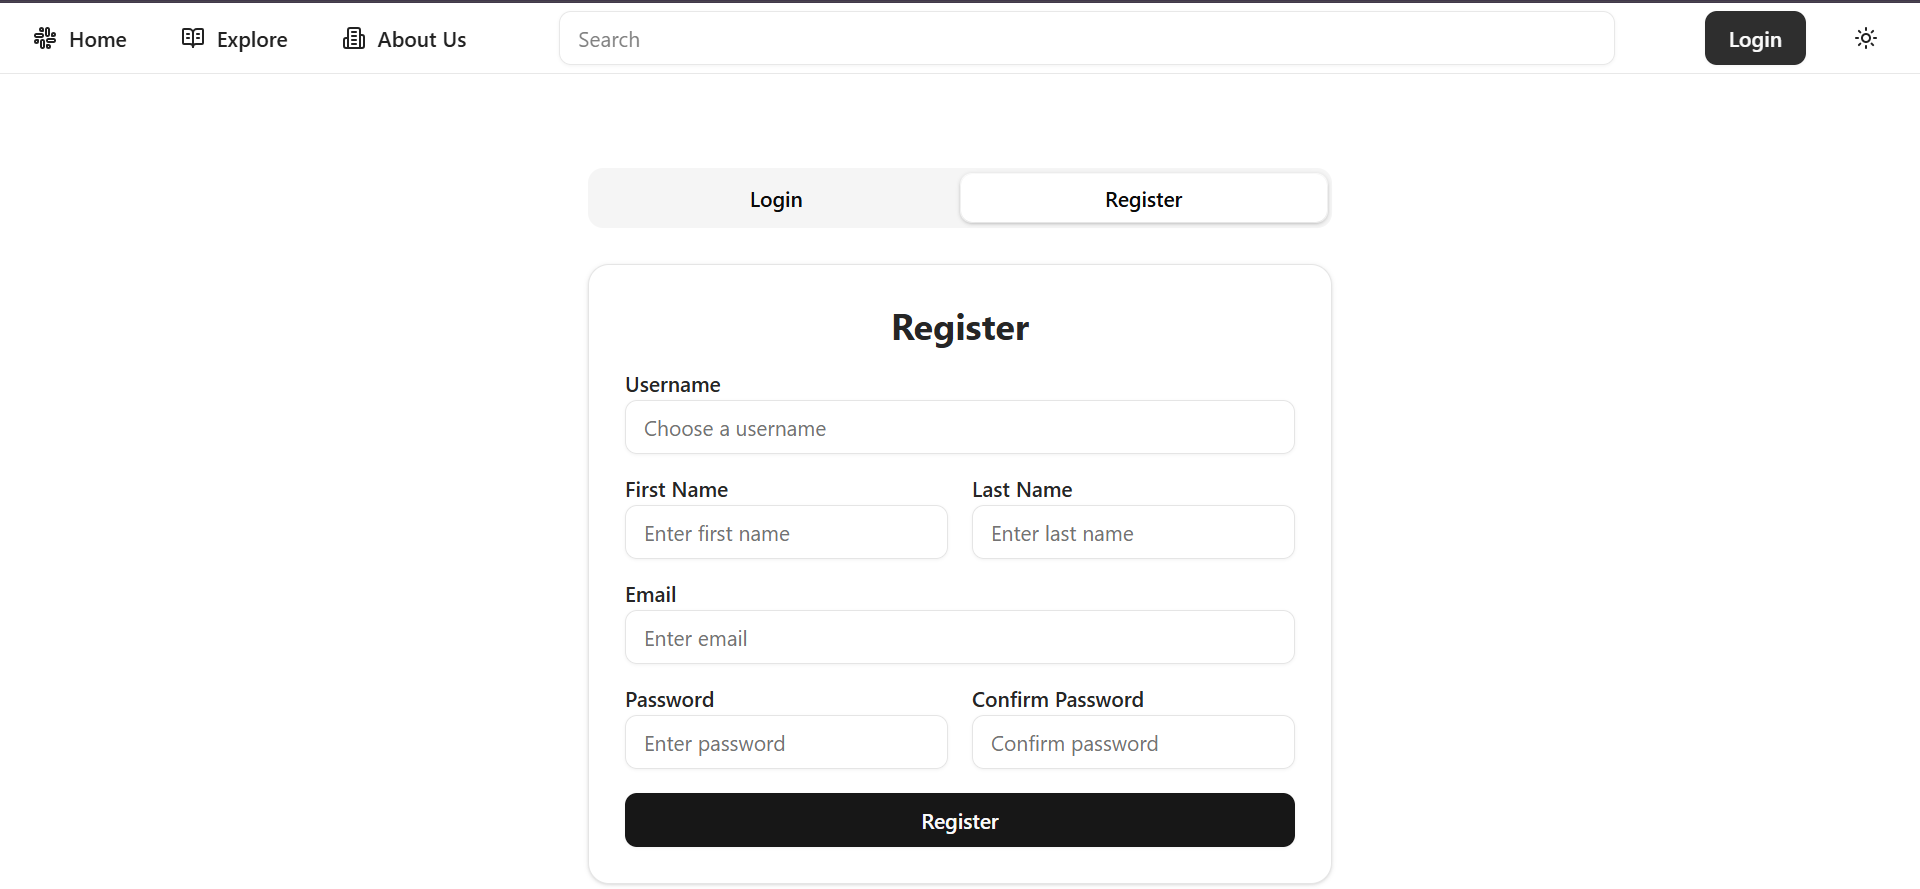 Home Explore About Us Search Login
Login Register
Register
Username
Choose a username
First Name Last Name
Enter first name Enter last name
Email
Enter email
Password Confirm Password
Enter password Confirm password
Register